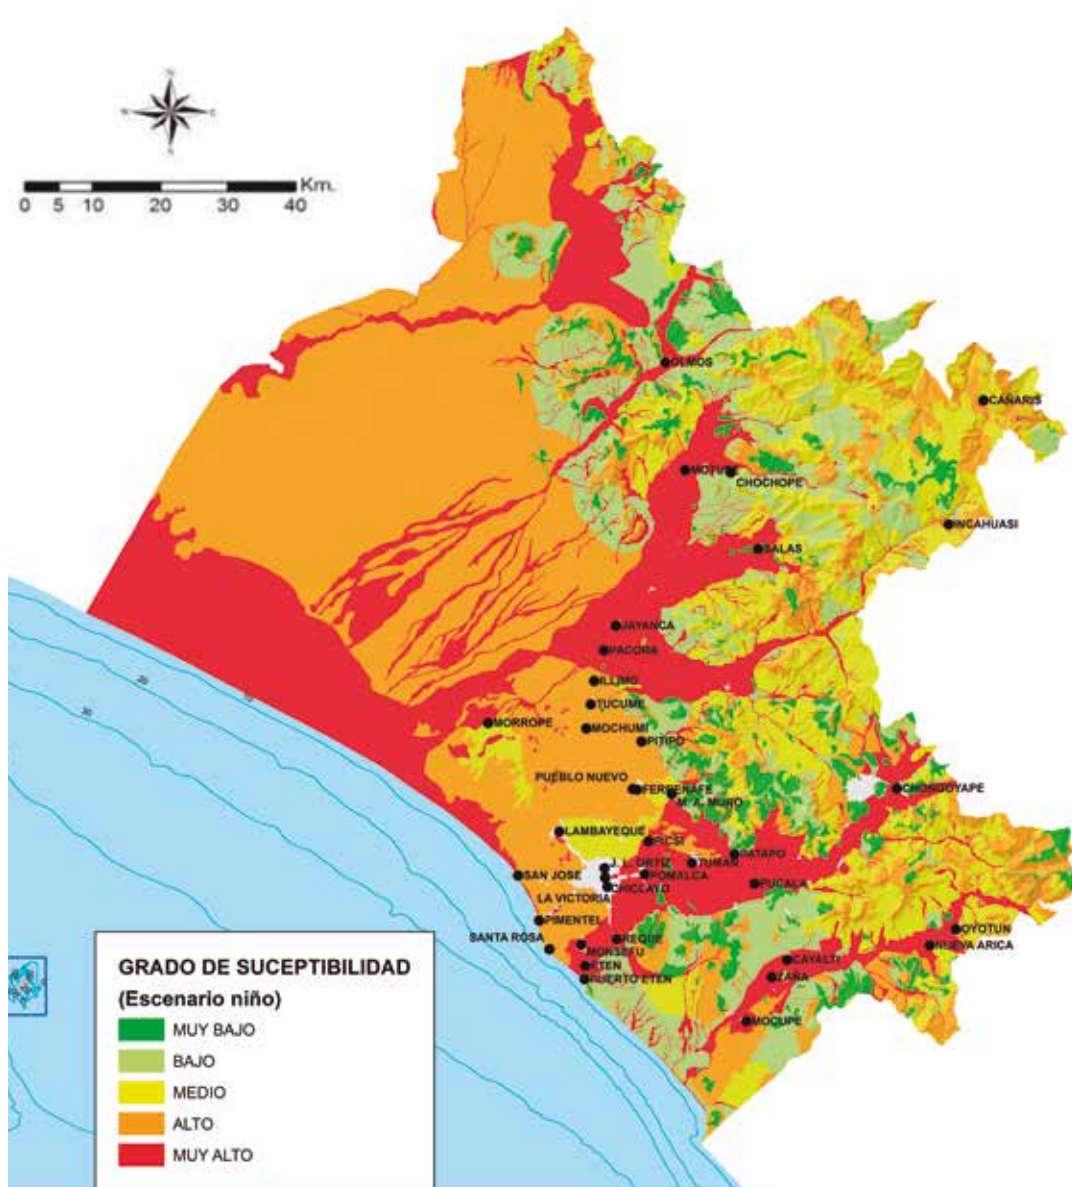 N
S
Km.
0 5 10 20 30 40
OLMOS
CAÑARIS
CHOCHOPE
INCAHUASI
SALAS
JAYANCA
PACORA
ILLIMO
TUCUME
MORROPE
MOCHUMI
PITIPO
PUEBLO NUEVO
FERREÑAFE
M. A. MURO
CHONGOYAPE
LAMBAYEQUE
PICSI
J. L. ORTIZ
TUMAN
PATAPO
SAN JOSE
POMALCA
CHICLAYO
PUCALA
LA VICTORIA
PIMENTEL
SANTA ROSA
REQUE
MONSEFU
OYOTUN
NUEVA ARICA
ETEN
PUERTO ETEN
CAYALTI
ZAÑA
MOCUPE
20
30
GRADO DE SUCEPTIBILIDAD
(Escenario niño)
MUY BAJO
BAJO
MEDIO
ALTO
MUY ALTO